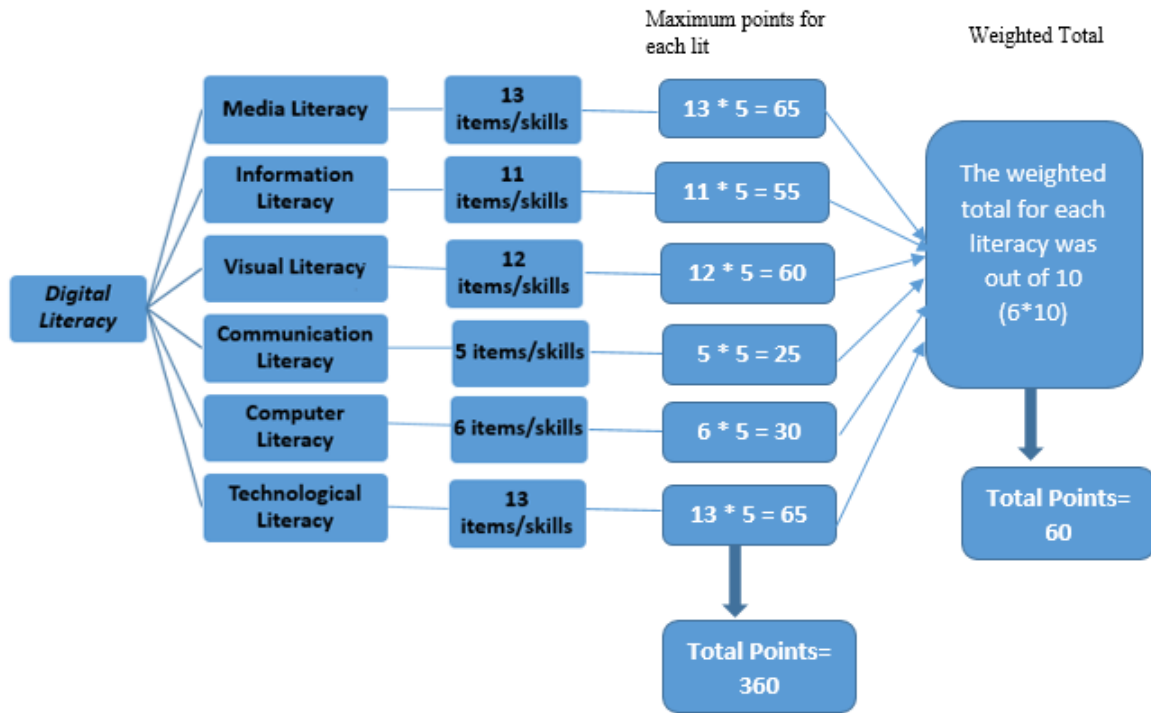 Maximum points for
each lit
Weighted Total
Digital
Literacy
Media Literacy
13
items/skills
13 * 5 = 65
Information
Literacy
11
items/skills
11 * 5 = 55
Visual Literacy
12
items/skills
12 * 5 = 60
Communication
Literacy
5 items/skills
5 * 5 = 25
Computer
Literacy
6 items/skills
6 * 5 = 30
Technological
Literacy
13
items/skills
13 * 5 = 65
The weighted
total for each
literacy was
out of 10
(6*10)
Total Points=
60
Total Points=
360